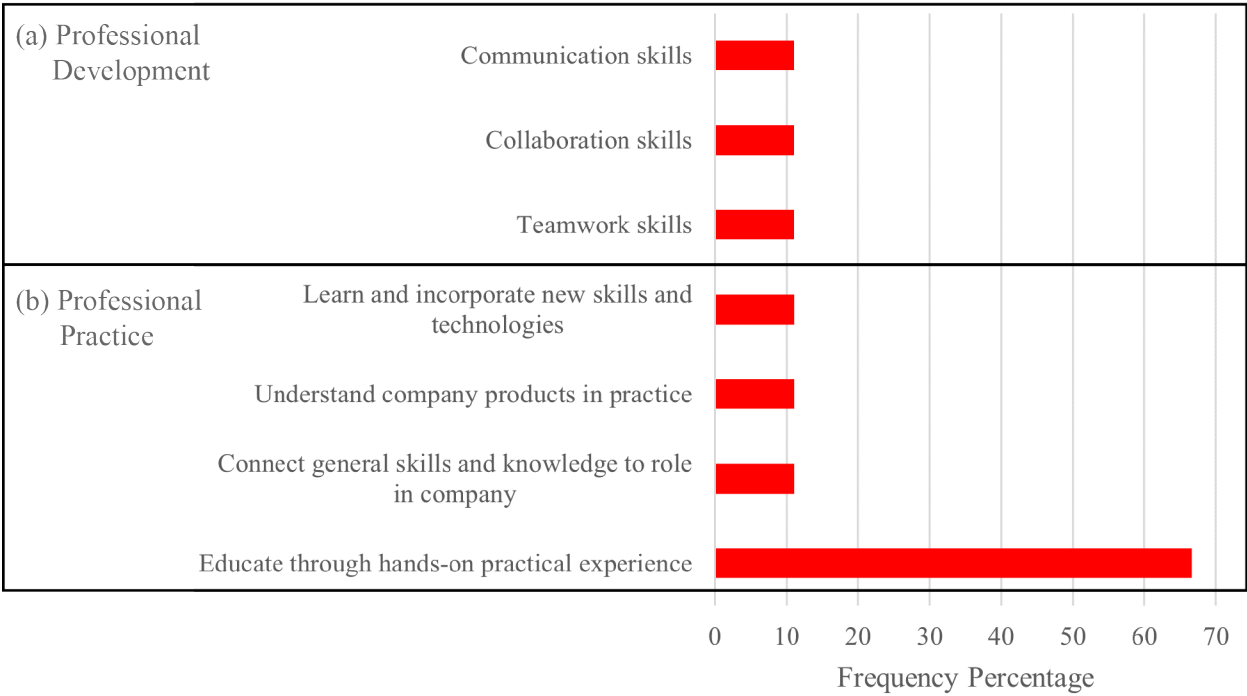 (a) Professional
Development
Communication skills
Collaboration skills
Teamwork skills
(b) Professional
Practice
Learn and incorporate new skills and
technologies
Understand company products in practice
Connect general skills and knowledge to role
in company
Educate through hands-on practical experience
0 10 20 30 40 50 60 70
Frequency Percentage